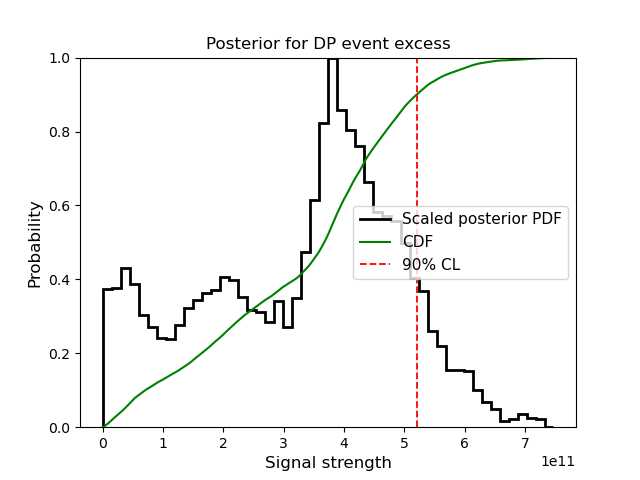 Posterior for DP event excess
1.0
0.8
0.6
0.4
0.2
0.0
Probability
Scaled posterior PDF
CDF
90% CL
0 1 2 3 4 5 6 7
1e11
Signal strength